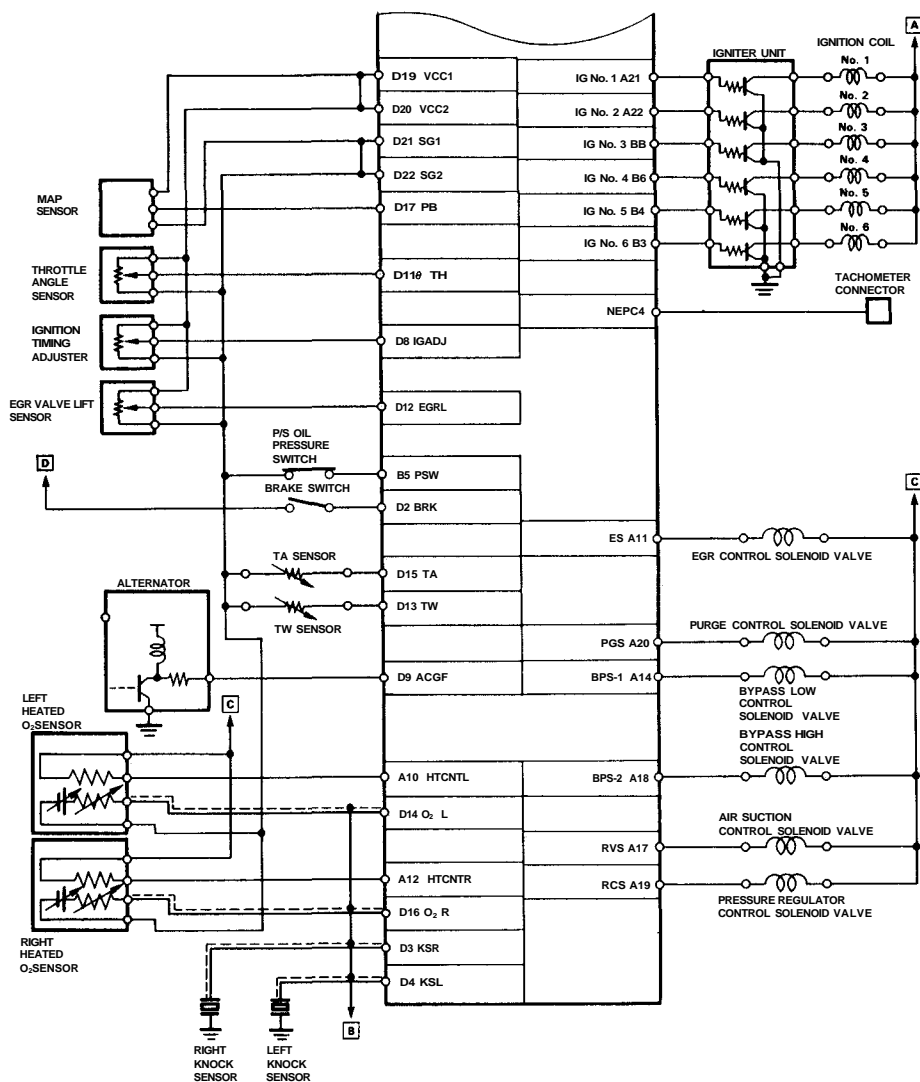 A
IGNITER UNIT
IGNITION COIL
No. 1
No. 2
No. 3
No. 4
No. 5
No. 6
TACHOMETER
CONNECTOR
D19 VCC1
D20 VCC2
D21 SG1
D22 SG2
D17 PB
D11θ TH
D8 IGADJ
D12 EGRL
B5 PSW
D2 BRK
D15 TA
D13 TW
D9 ACGF
A10 HTCNTL
D14 O₂ L
A12 HTCNTR
D16 O₂ R
D3 KSR
D4 KSL
IG No. 1 A21
IG No. 2 A22
IG No. 3 BB
IG No. 4 B6
IG No. 5 B4
IG No. 6 B3
NEPC4
ES A11
PGS A20
BPS-1 A14
BPS-2 A18
RVS A17
RCS A19
MAP
SENSOR
THROTTLE
ANGLE
SENSOR
IGNITION
TIMING
ADJUSTER
EGR VALVE LIFT
SENSOR
D
P/S OIL
PRESSURE
SWITCH
BRAKE SWITCH
TA SENSOR
TW SENSOR
ALTERNATOR
C
LEFT
HEATED
O₂SENSOR
RIGHT
HEATED
O₂SENSOR
RIGHT
KNOCK
SENSOR
LEFT
KNOCK
SENSOR
B
C
EGR CONTROL SOLENOID VALVE
PURGE CONTROL SOLENOID VALVE
BYPASS LOW
CONTROL
SOLENOID VALVE
BYPASS HIGH
CONTROL
SOLENOID VALVE
AIR SUCTION
CONTROL SOLENOID VALVE
PRESSURE REGULATOR
CONTROL SOLENOID VALVE